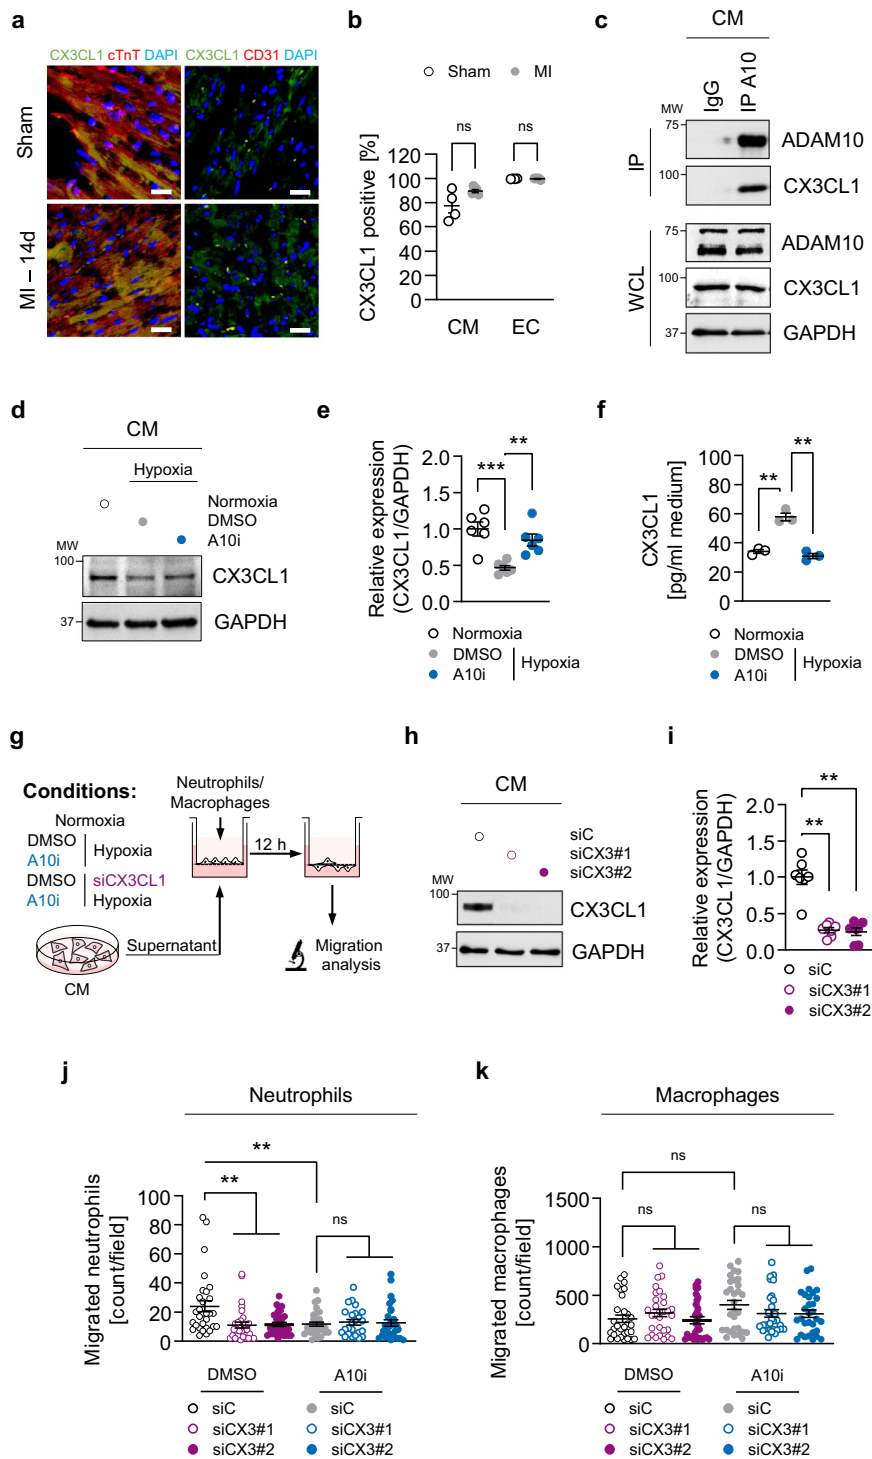 a
CX3CL1 cTnT DAPI
CX3CL1 CD31 DAPI
Sham
MI – 14d
b
Sham
MI
ns
ns
CX3CL1 positive [%]
120
100
80
60
40
20
0
CM
EC
c
CM
IgG
IP A10
MW
IP
75
ADAM10
100
CX3CL1
WCL
75
ADAM10
100
CX3CL1
37
GAPDH
d
CM
Hypoxia
Normoxia
DMSO
A10i
MW
100
CX3CL1
37
GAPDH
e
Relative expression
(CX3CL1/GAPDH)
2.0
1.5
1.0
0.5
0.0
***
**
Normoxia
DMSO
A10i
Hypoxia
f
CX3CL1
[pg/ml medium]
100
80
60
40
20
0
**
**
Normoxia
DMSO
A10i
Hypoxia
g
Conditions:
Normoxia
DMSO
A10i
Hypoxia
DMSO
A10i
siCX3CL1
Hypoxia
Neutrophils/
Macrophages
12 h
Supernatant
CM
Migration
analysis
h
CM
siC
siCX3#1
siCX3#2
MW
100
CX3CL1
37
GAPDH
i
Relative expression
(CX3CL1/GAPDH)
2.0
1.5
1.0
0.5
0.0
**
**
siC
siCX3#1
siCX3#2
j
Neutrophils
Migrated neutrophils
[count/field]
100
80
60
40
20
0
**
**
ns
DMSO
A10i
siC
siCX3#1
siCX3#2
siC
siCX3#1
siCX3#2
k
Macrophages
Migrated macrophages
[count/field]
1500
1000
500
0
ns
ns
ns
DMSO
A10i
siC
siCX3#1
siCX3#2
siC
siCX3#1
siCX3#2